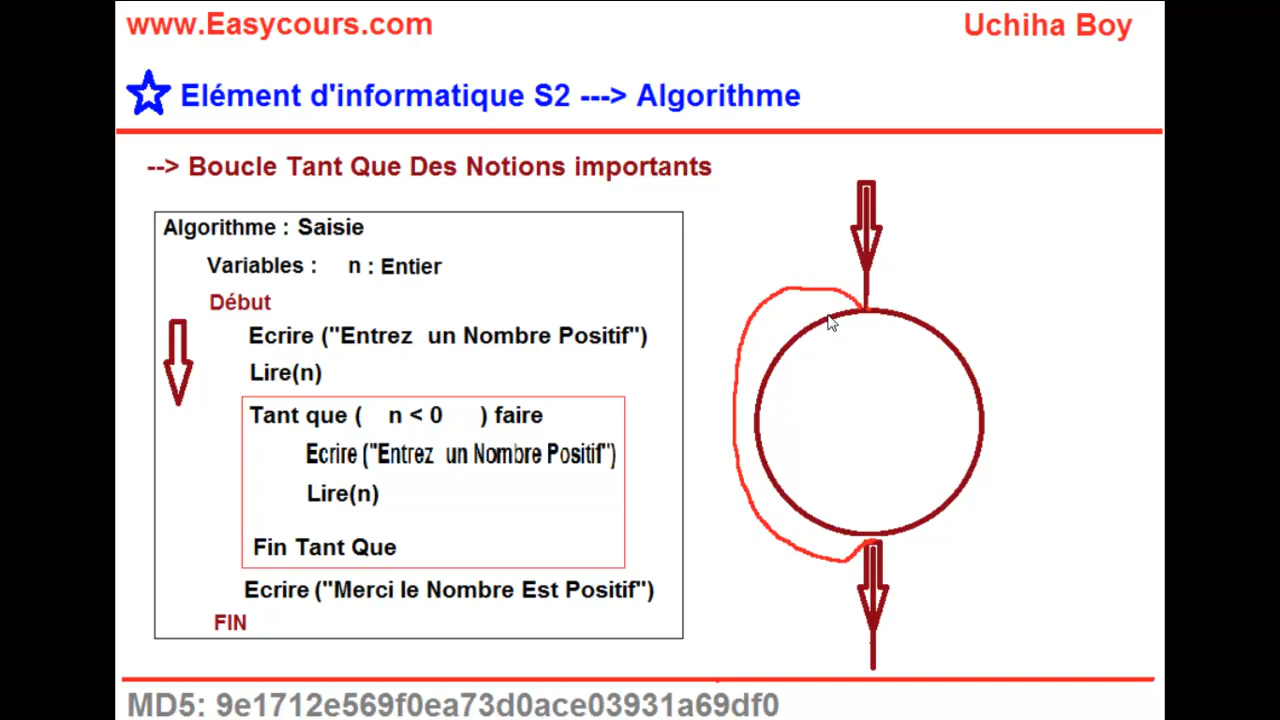 www.Easycours.com
Uchiha Boy
Elément d'informatique S2 ---> Algorithme
--> Boucle Tant Que Des Notions importants
Algorithme : Saisie
Variables : n : Entier
Début
Ecrire ("Entrez un Nombre Positif")
Lire(n)
Tant que ( n < 0 ) faire
Ecrire ("Entrez un Nombre Positif")
Lire(n)
Fin Tant Que
Ecrire ("Merci le Nombre Est Positif")
FIN
MD5: 9e1712e569f0ea73d0ace03931a69df0